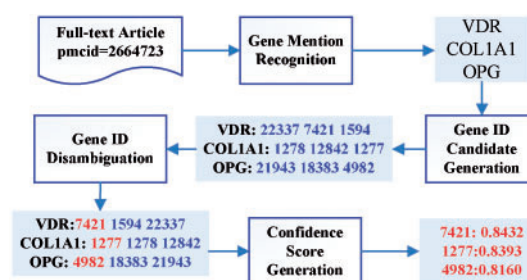 Full-text Article
pmcid=2664723
Gene Mention
Recognition
VDR
COL1A1
OPG
Gene ID
Disambiguation
VDR: 22337 7421 1594
COL1A1: 1278 12842 1277
OPG: 21943 18383 4982
Gene ID
Candidate
Generation
VDR:7421 1594 22337
COL1A1: 1277 1278 12842
OPG: 4982 18383 21943
Confidence
Score
Generation
7421: 0.8432
1277:0.8393
4982:0.8166